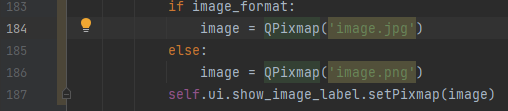 183 if image_format:
184 image = QPixmap('image.jpg')
185 else:
186 image = QPixmap('image.png')
187 self.ui.show_image_label.setPixmap(image)